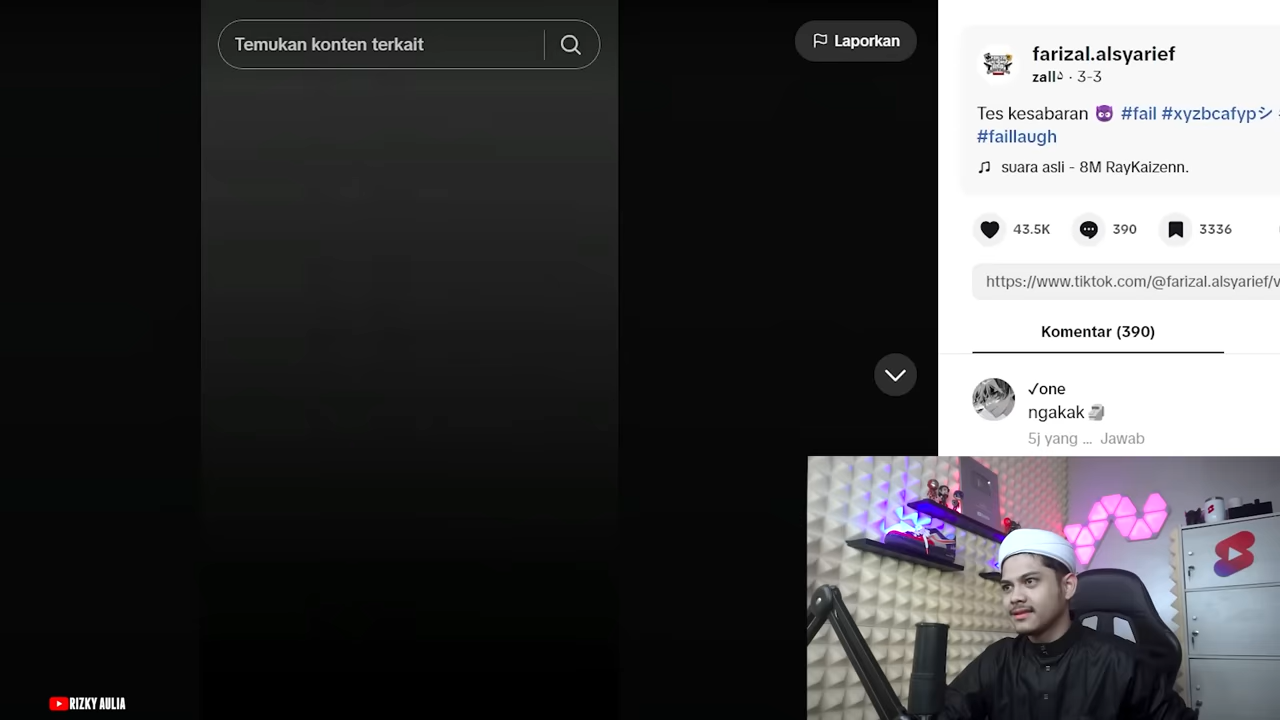 Temukan konten terkait
Laporkan
farizal.alsyarief
zall · 3-3
Tes kesabaran 😈 #fail #xyzbcafypシ
#faillaugh
suara asli - 8M RayKaizenn.
43.5K
390
3336
https://www.tiktok.com/@farizal.alsyarief/v
Komentar (390)
✓one
ngakak🗿
5j yang ... Jawab
RIZKY AULIA